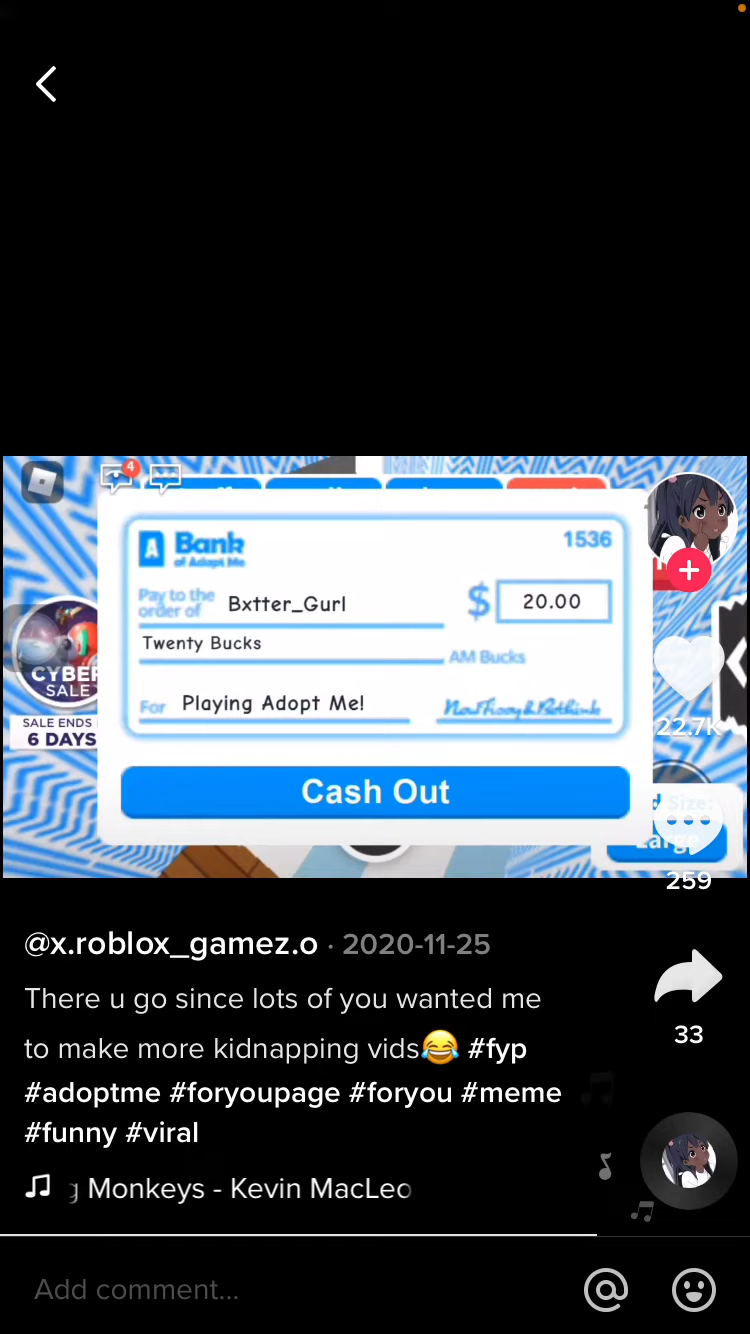 4
Bank
of Adopt Me
1536
Pay to the
order of
Bxtter_Gurl
$
20.00
Twenty Bucks
AM Bucks
For
Playing Adopt Me!
Cash Out
CYBER
SALE
SALE ENDS
6 DAYS
22.7K
Size:
Large
259
@x.roblox_gamez.o · 2020-11-25
There u go since lots of you wanted me
to make more kidnapping vids😂 #fyp
#adoptme #foryoupage #foryou #meme
#funny #viral
33
g Monkeys - Kevin MacLeo
Add comment...